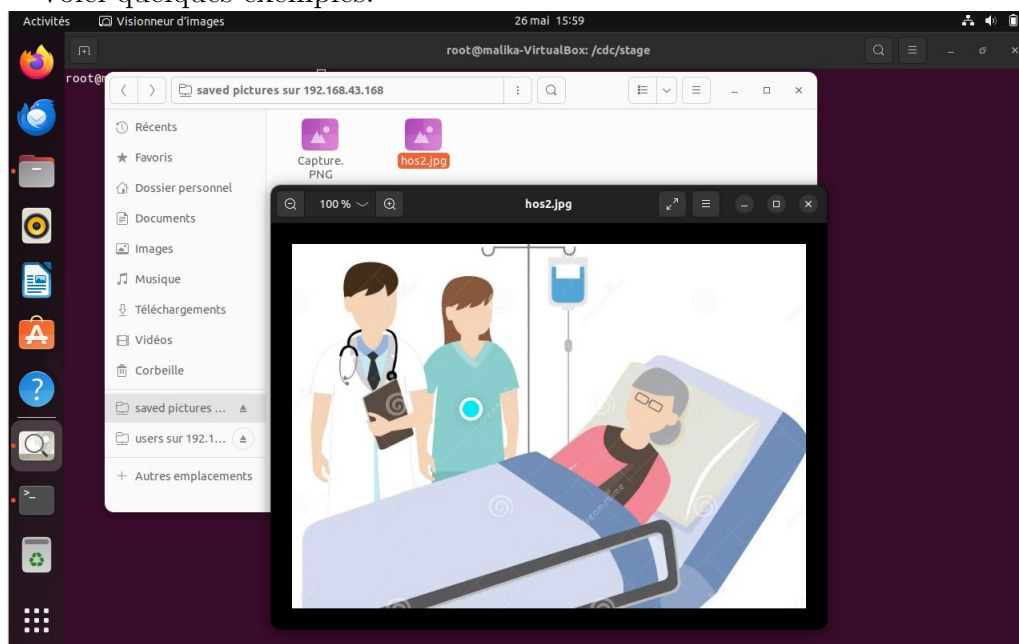 Voici quelques exemples.
Activités
Visionneur d'images
26 mai 15:59
root@malika-VirtualBox: /cdc/stage
root@
saved pictures sur 192.168.43.168
Récents
Favoris
Dossier personnel
Documents
Images
Musique
Téléchargements
Vidéos
Corbeille
saved pictures ...
users sur 192.1...
+ Autres emplacements
Capture.
PNG
hos2.jpg
100 %
hos2.jpg